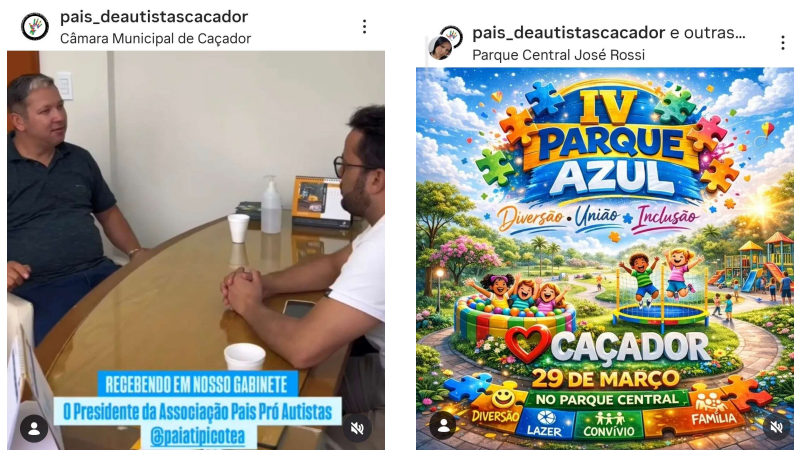 pais_deautistascacador
Câmara Municipal de Caçador
RECEBENDO EM NOSSO GABINETE
O Presidente da Associação Pais Pró Autistas
@paiatipicotea
pais_deautistascacador e outras...
Parque Central José Rossi
IV
PARQUE
AZUL
Diversão • União • Inclusão
CAÇADOR
29 DE MARÇO
NO PARQUE CENTRAL
DIVERSÃO
LAZER
CONVÍVIO
FAMÍLIA